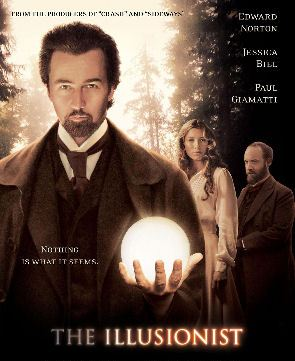 FROM THE PRODUCERS OF "CRASH" AND "SIDEWAYS"
EDWARD
NORTON
JESSICA
BIEL
PAUL
GIAMATTI
NOTHING
IS WHAT IT SEEMS.
THE ILLUSIONIST